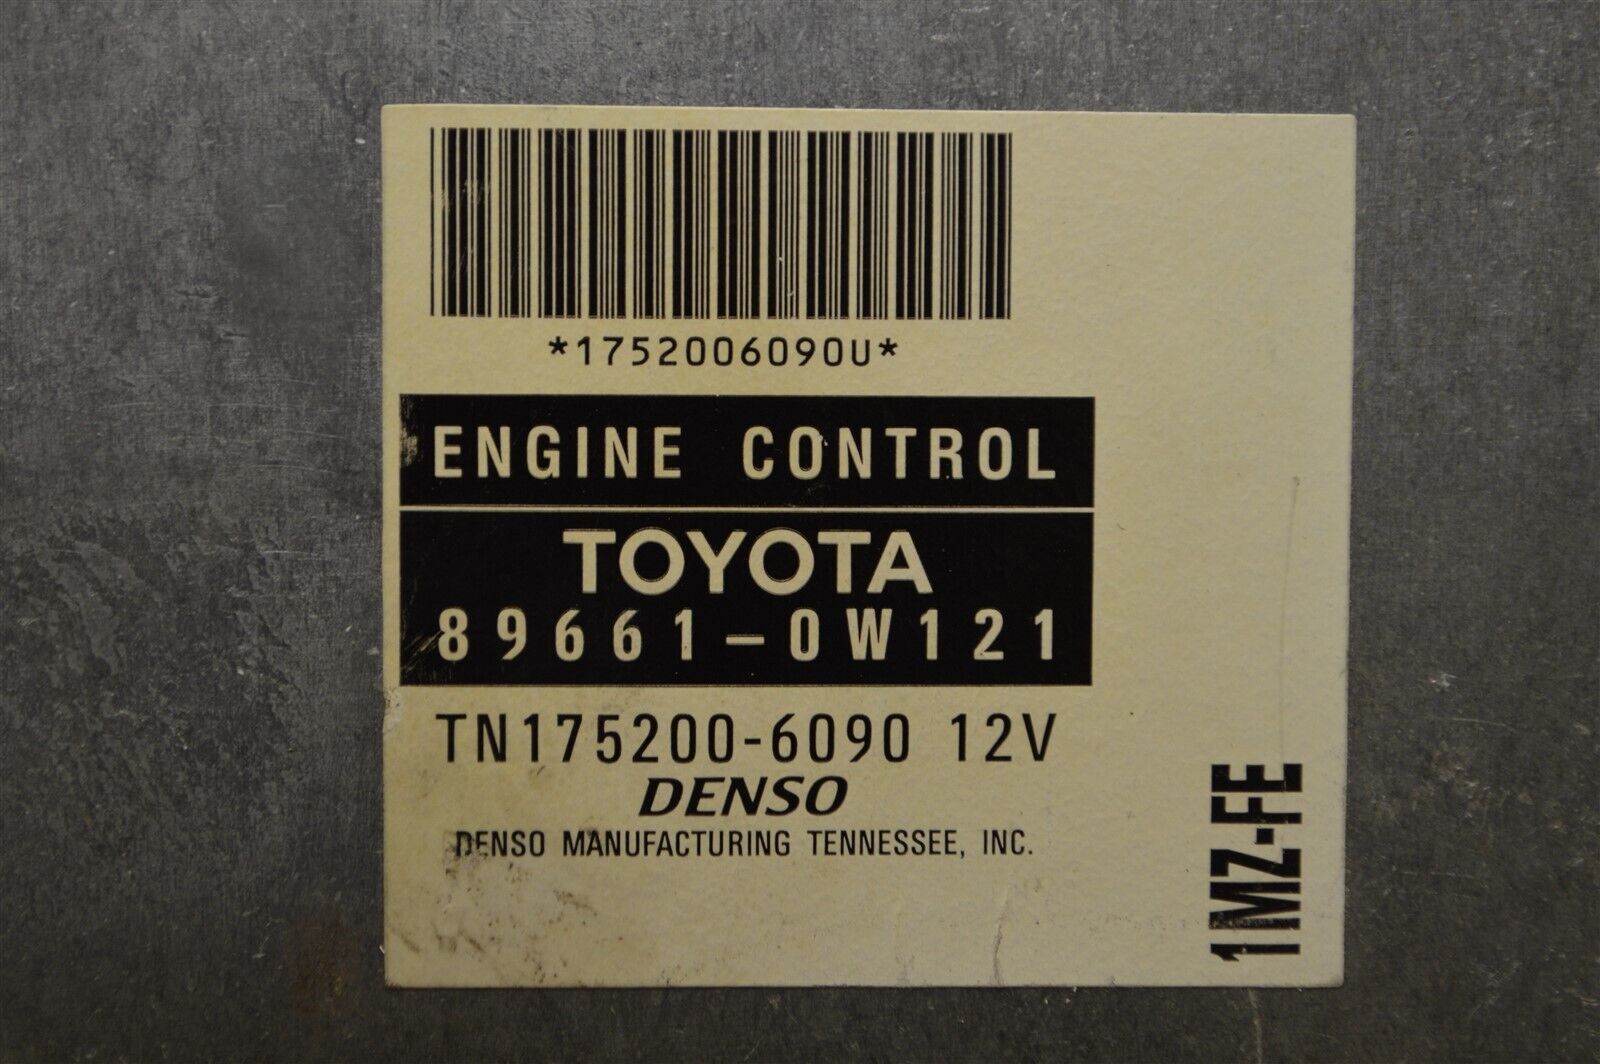 *1752006090U*
ENGINE CONTROL
TOYOTA
89661-0W121
TN175200-6090 12V
DENSO
DENSO MANUFACTURING TENNESSEE, INC.
1MZ-FE